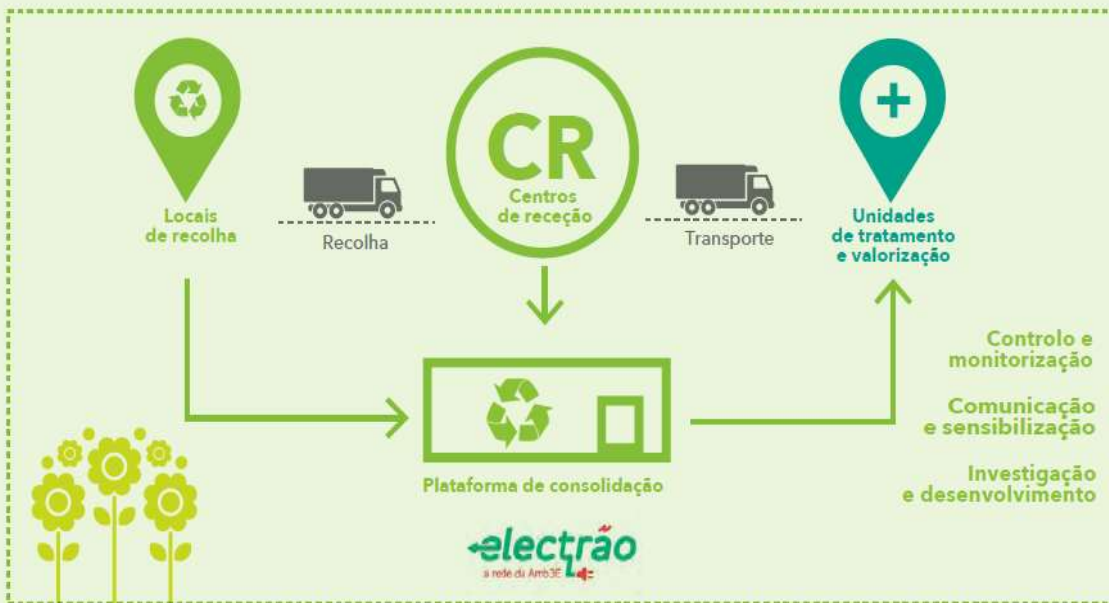 CR
Centros
de receção
Locais
de recolha
Recolha
Transporte
Unidades
de tratamento
e valorização
Controlo e
monitorização
Comunicação
e sensibilização
Investigação
e desenvolvimento
Plataforma de consolidação
electrão
a rede da Amb3E